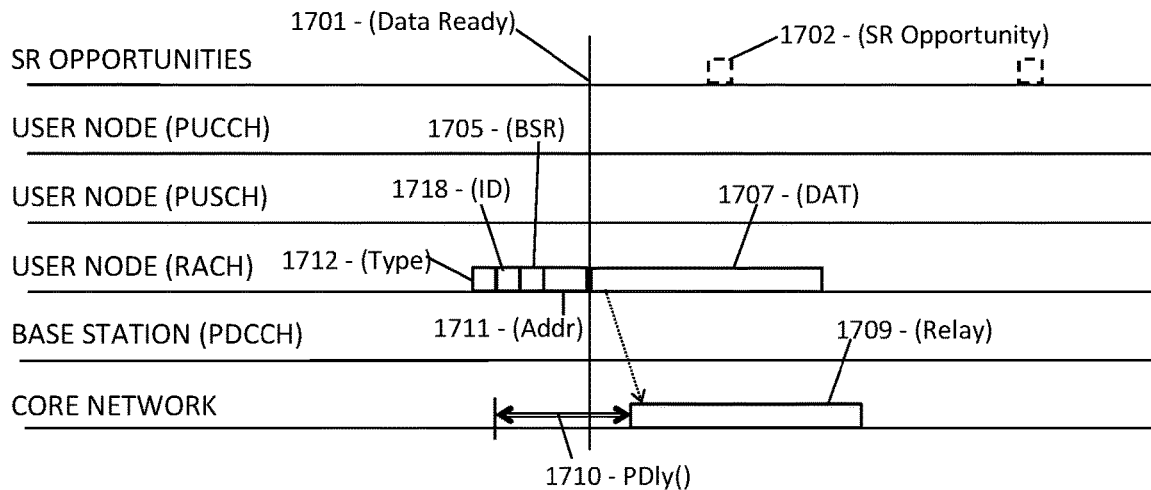 1701 - (Data Ready)
1702 - (SR Opportunity)
SR OPPORTUNITIES
USER NODE (PUCCH)
1705 - (BSR)
USER NODE (PUSCH)
1718 - (ID)
1707 - (DAT)
USER NODE (RACH)
1712 - (Type)
BASE STATION (PDCCH)
1711 - (Addr)
1709 - (Relay)
CORE NETWORK
1710 - PDly()